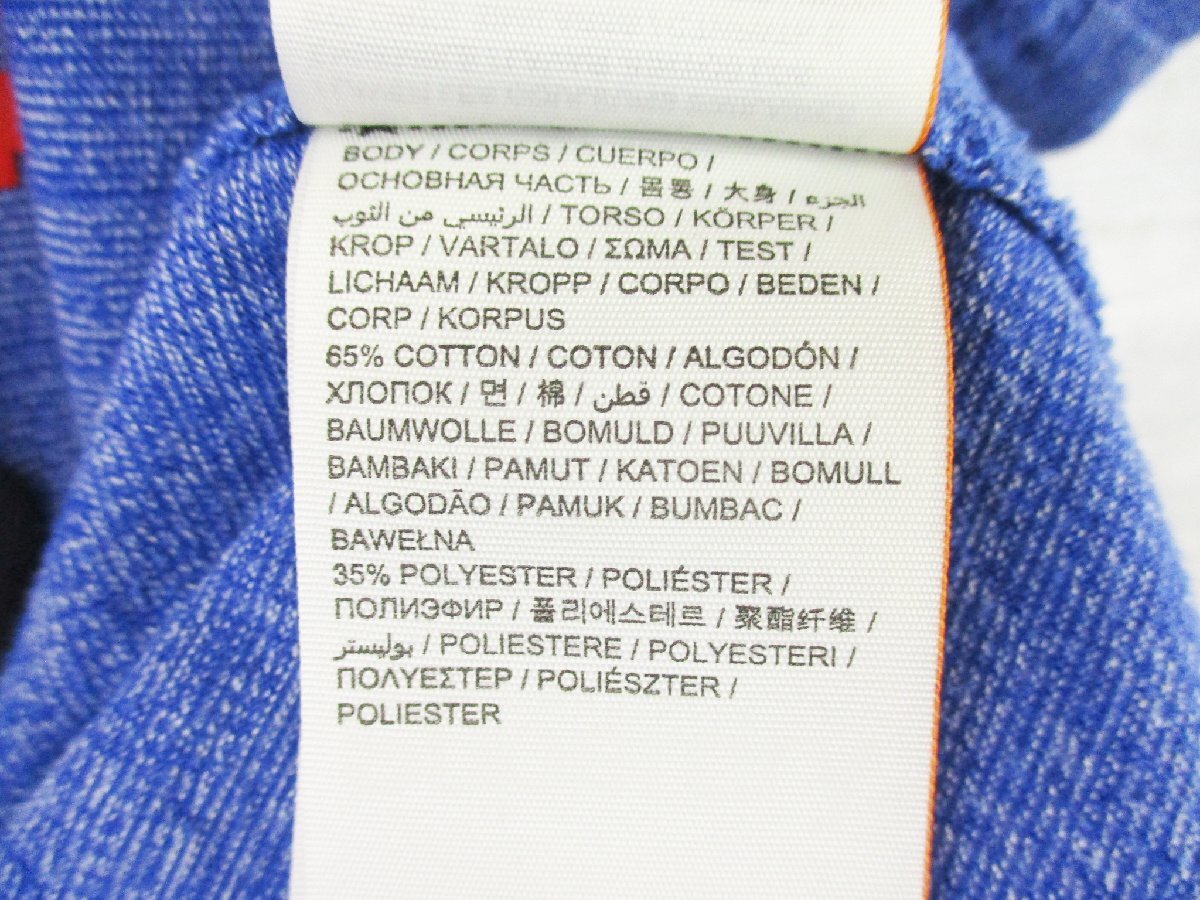 BODY / CORPS / CUERPO /
ОСНОВНАЯ ЧАСТЬ / 몸통 / 大身 / الجزء
الرئيسي من الثوب / TORSO / KÖRPER /
KROP / VARTALO / ΣΩΜΑ / TEST /
LICHAAM / KROPP / CORPO / BEDEN /
CORP / KORPUS
65% COTTON / COTON / ALGODÓN /
ХЛОПОК / 면 / 棉 / قطن / COTONE /
BAUMWOLLE / BOMULD / PUUVILLA /
BAMBAKI / PAMUT / KATOEN / BOMULL
/ ALGODÃO / PAMUK / BUMBAC /
BAWEŁNA
35% POLYESTER / POLIÉSTER /
ПОЛИЭФИР / 폴리에스테르 / 聚酯纤维 /
بوليستر / POLIESTERE / POLYESTERI /
ΠΟΛΥΕΣΤΕΡ / POLIÉSZTER /
POLIESTER